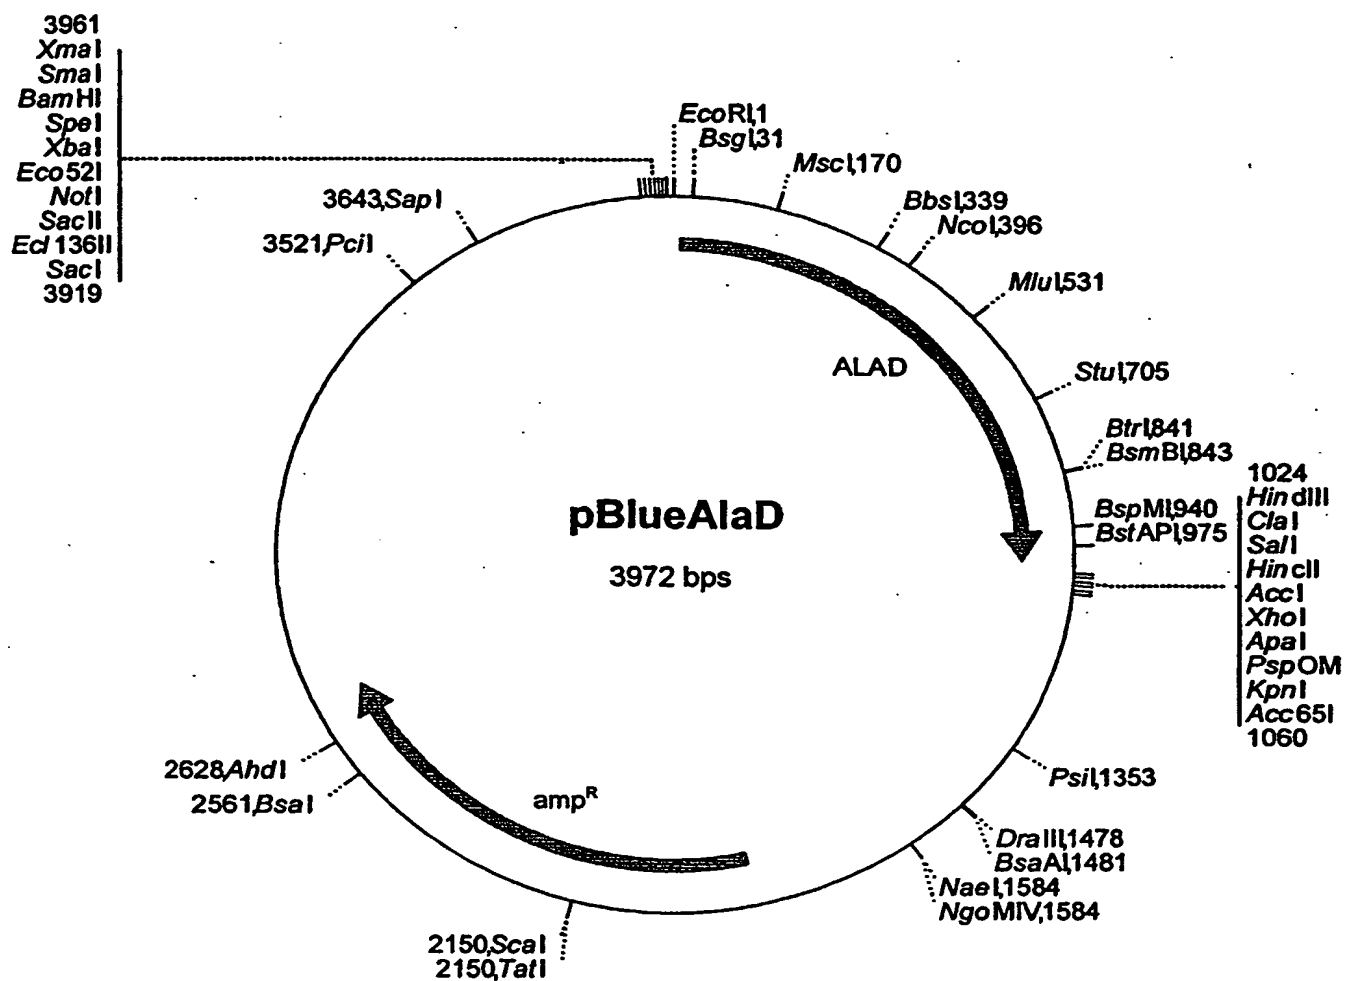 3961
XmaI
SmaI
BamHI
SpeI
XbaI
Eco52I
NotI
SacII
Ecl136II
SacI
3919
3643,SapI
3521,PciI
EcoRI,1
BsgI,31
MscI,170
BbsI,339
NcoI,396
MluI,531
StuI,705
BtrI,841
BsmBI,843
BspMI,940
BstAPI,975
1024
HindIII
ClaI
SalI
HincII
AccI
XhoI
ApaI
PspOM
KpnI
Acc65I
1060
ALAD
pBlueAlaD
3972 bps
PsiI,1353
DraIII,1478
BsaAI,1481
NaeI,1584
NgoMIV,1584
ampR
2628,AhdI
2561,BsaI
2150,ScaI
2150,TatI